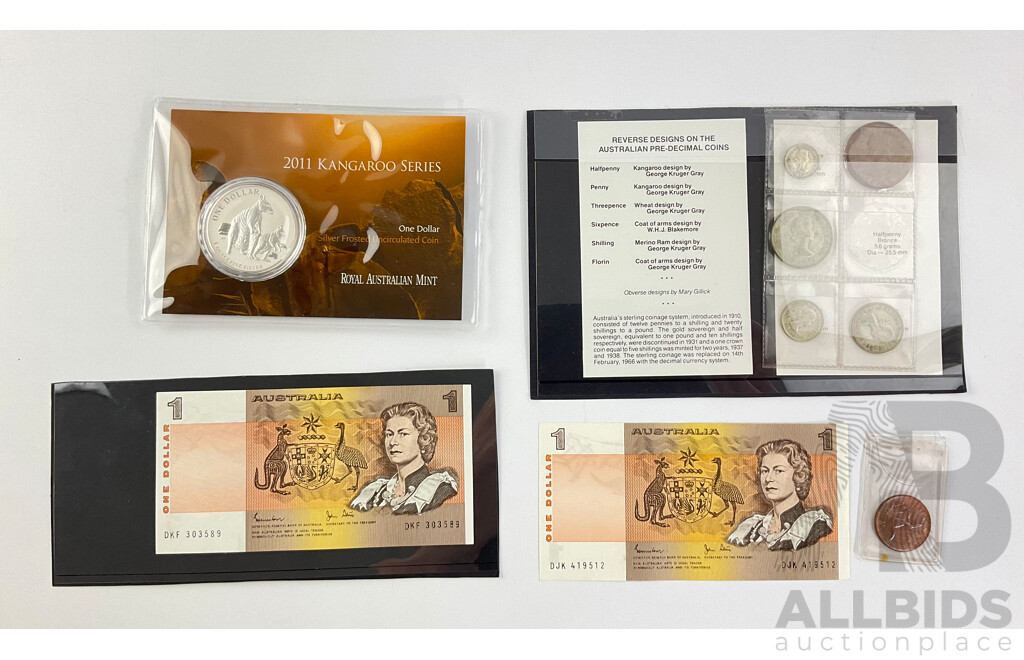 2011 KANGAROO SERIES
ONE DOLLAR
One Dollar
Silver Frosted Uncirculated Coin
ROYAL AUSTRALIAN MINT
REVERSE DESIGNS ON THE
AUSTRALIAN PRE-DECIMAL COINS
Halfpenny Kangaroo design by
George Kruger Gray
Penny Kangaroo design by
George Kruger Gray
Threepence Wheat design by
George Kruger Gray
Sixpence Coat of arms design by
W.H.J. Blakemore
Shilling Merino Ram design by
George Kruger Gray
Florin Coat of arms design by
George Kruger Gray
• • •
Obverse designs by Mary Gillick
• • •
Australia's sterling coinage system, introduced in 1910,
consisted of twelve pennies to a shilling and twenty
shillings to a pound. The gold sovereign and half
sovereign, equivalent to one pound and ten shillings
respectively, were discontinued in 1931 and a one crown
coin equal to five shillings was minted for two years, 1937
and 1938. The sterling coinage was replaced on 14th
February, 1966 with the decimal currency system.
Halfpenny
Bronze
5.6 grams
Dia — 25.5 mm
1 AUSTRALIA 1
ONE DOLLAR
DKF 303589
DKF 303589
1 AUSTRALIA 1
ONE DOLLAR
DJK 419512
DJK 419512
B
ALLBIDS
auctionplace